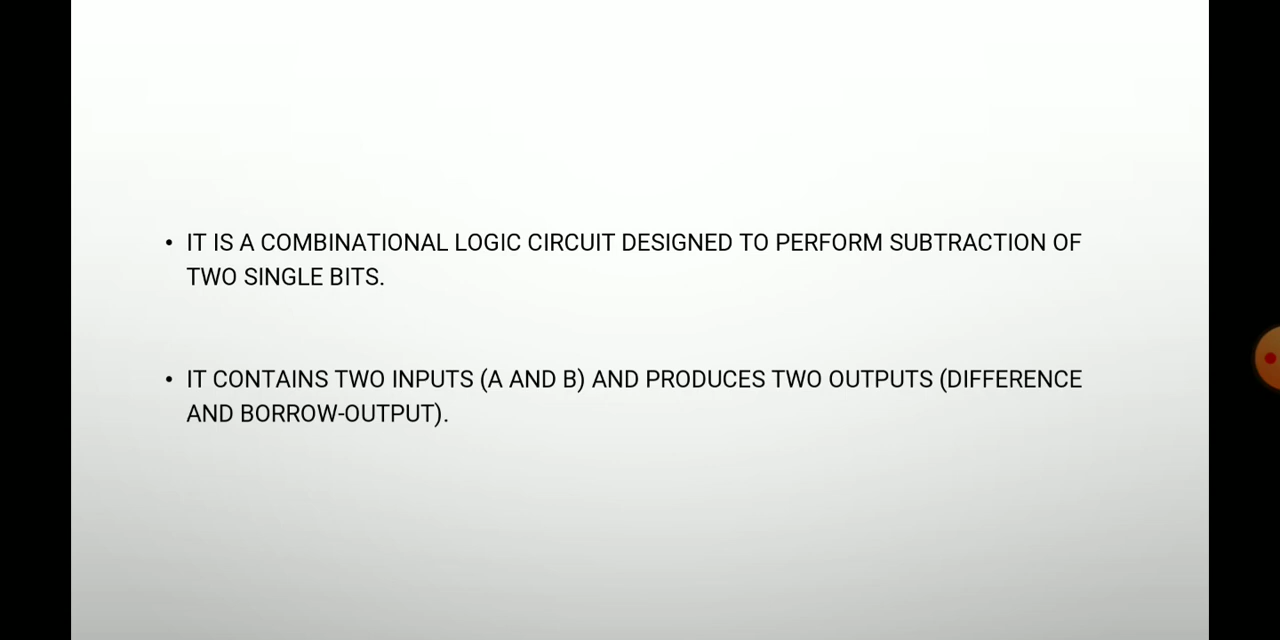 • IT IS A COMBINATIONAL LOGIC CIRCUIT DESIGNED TO PERFORM SUBTRACTION OF
TWO SINGLE BITS.
• IT CONTAINS TWO INPUTS (A AND B) AND PRODUCES TWO OUTPUTS (DIFFERENCE
AND BORROW-OUTPUT).